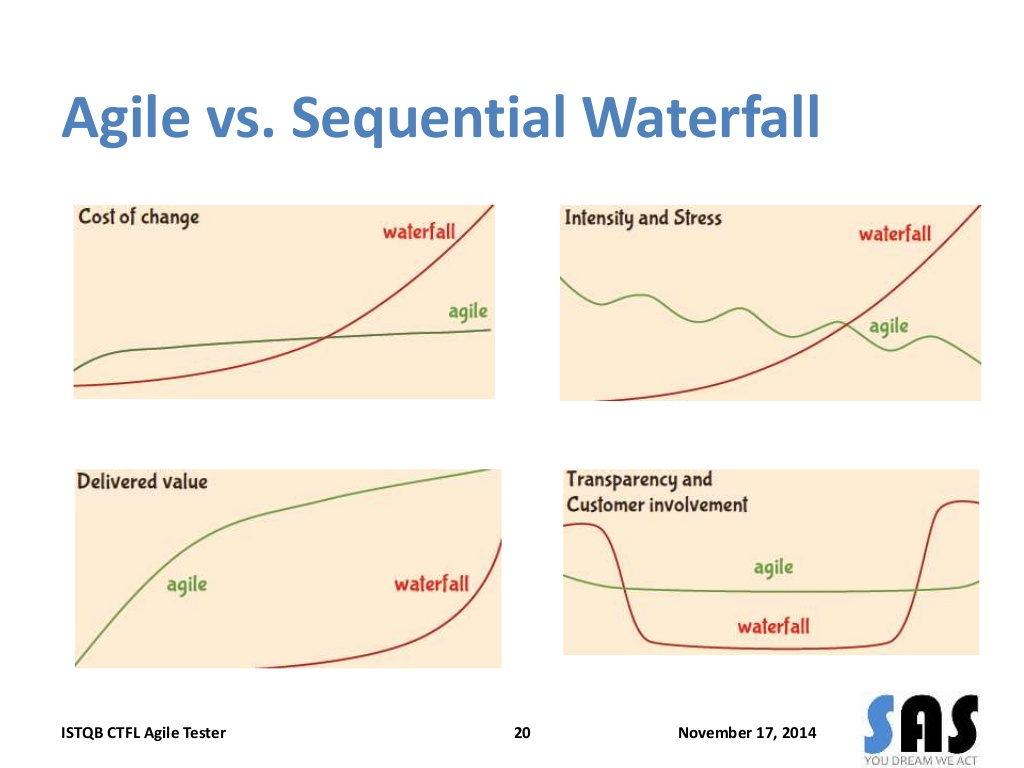 Agile vs. Sequential Waterfall
Cost of change
waterfall
agile
Intensity and Stress
waterfall
agile
Delivered value
agile
waterfall
Transparency and
Customer involvement
agile
waterfall
ISTQB CTFL Agile Tester
20
November 17, 2014
SAS
YOU DREAM WE ACT